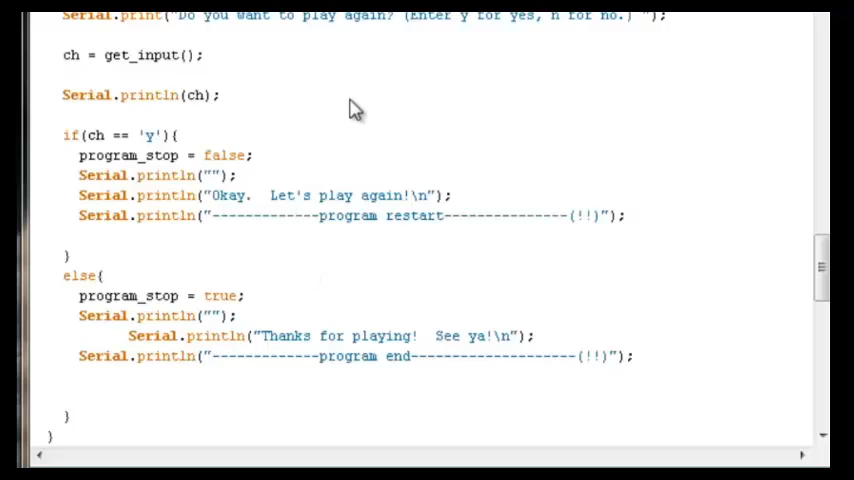 Serial.print("Do you want to play again? (Enter y for yes, n for no.) ");
ch = get_input();
Serial.println(ch);
if(ch == 'y'){
program_stop = false;
Serial.println("");
Serial.println("Okay.  Let's play again!\n");
Serial.println("-------------program restart---------------(!!)");
}
else{
program_stop = true;
Serial.println("");
Serial.println("Thanks for playing!  See ya!\n");
Serial.println("-------------program end--------------------(!!)");
}
}